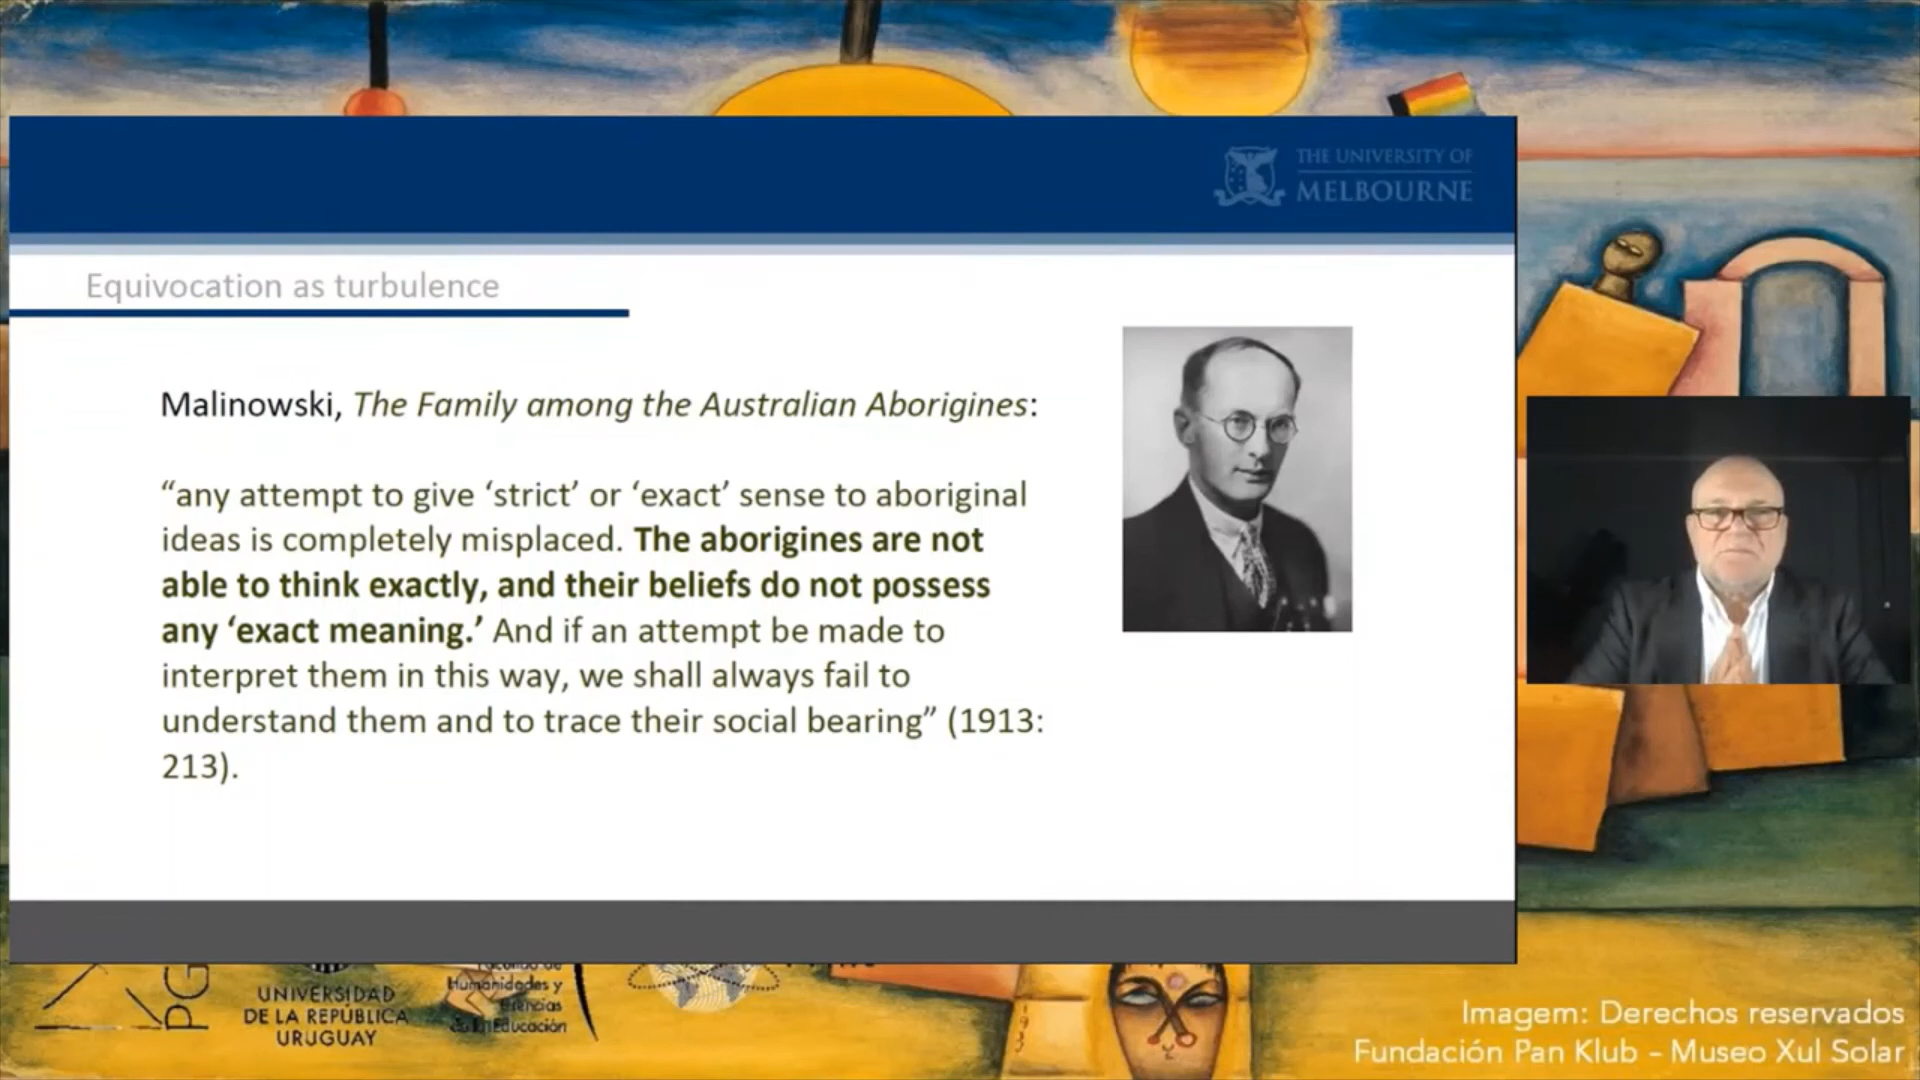 THE UNIVERSITY OF
MELBOURNE
Equivocation as turbulence
Malinowski, The Family among the Australian Aborigines:
“any attempt to give ‘strict’ or ‘exact’ sense to aboriginal
ideas is completely misplaced. The aborigines are not
able to think exactly, and their beliefs do not possess
any ‘exact meaning.’ And if an attempt be made to
interpret them in this way, we shall always fail to
understand them and to trace their social bearing” (1913:
213).
PG
UNIVERSIDAD
DE LA REPÚBLICA
URUGUAY
Humanidades y
Ciencias
Educación
Imagem: Derechos reservados
Fundación Pan Klub - Museo Xul Solar